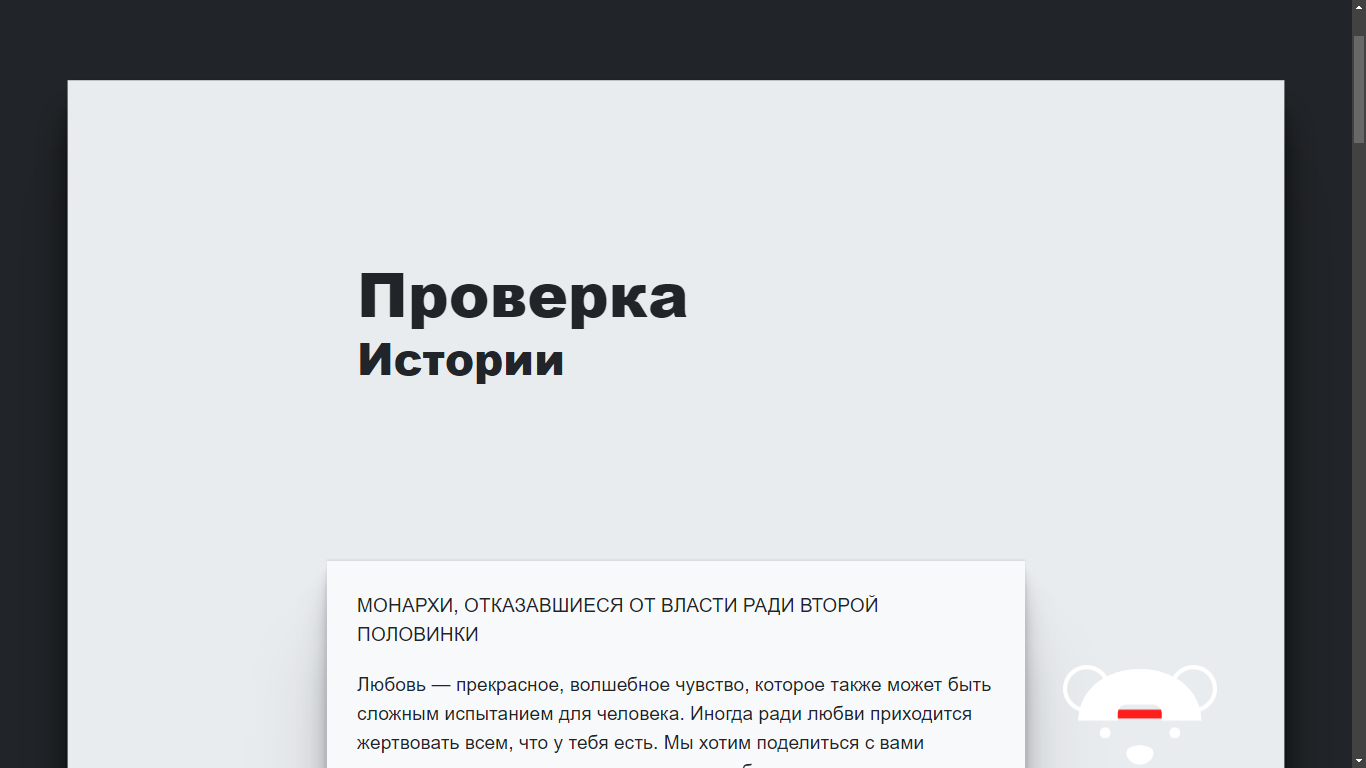 Проверка
Истории
МОНАРХИ, ОТКАЗАВШИЕСЯ ОТ ВЛАСТИ РАДИ ВТОРОЙ
ПОЛОВИНКИ
Любовь — прекрасное, волшебное чувство, которое также может быть
сложным испытанием для человека. Иногда ради любви приходится
жертвовать всем, что у тебя есть. Мы хотим поделиться с вами